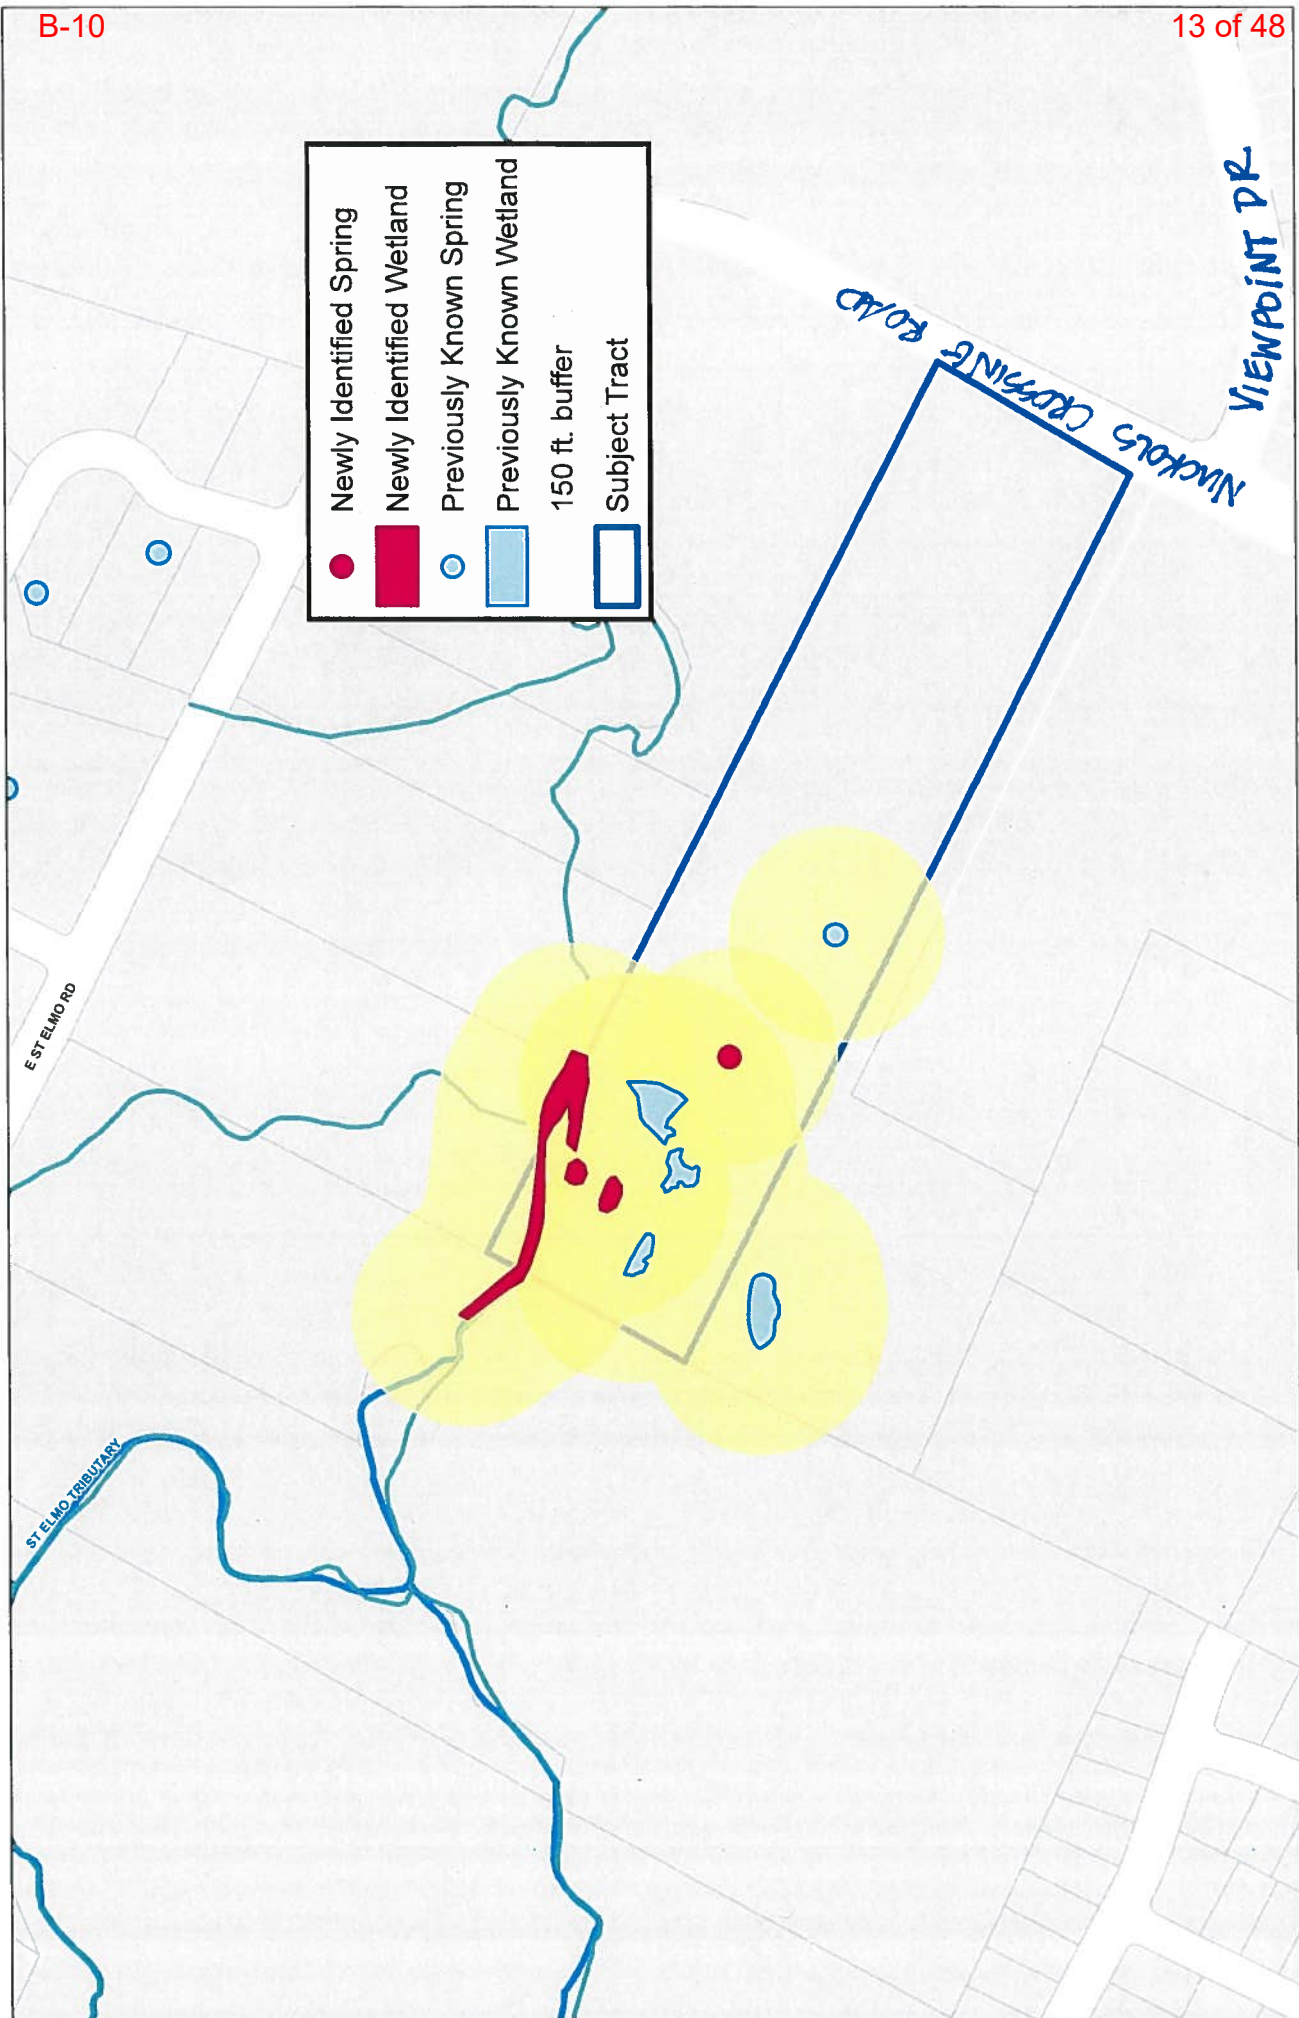 B-10
13 of 48
Newly Identified Spring
Newly Identified Wetland
Previously Known Spring
Previously Known Wetland
150 ft. buffer
Subject Tract
NUCKOLS CROSSING ROAD
VIEWPOINT DR
E ST ELMO RD
ST ELMO TRIBUTARY